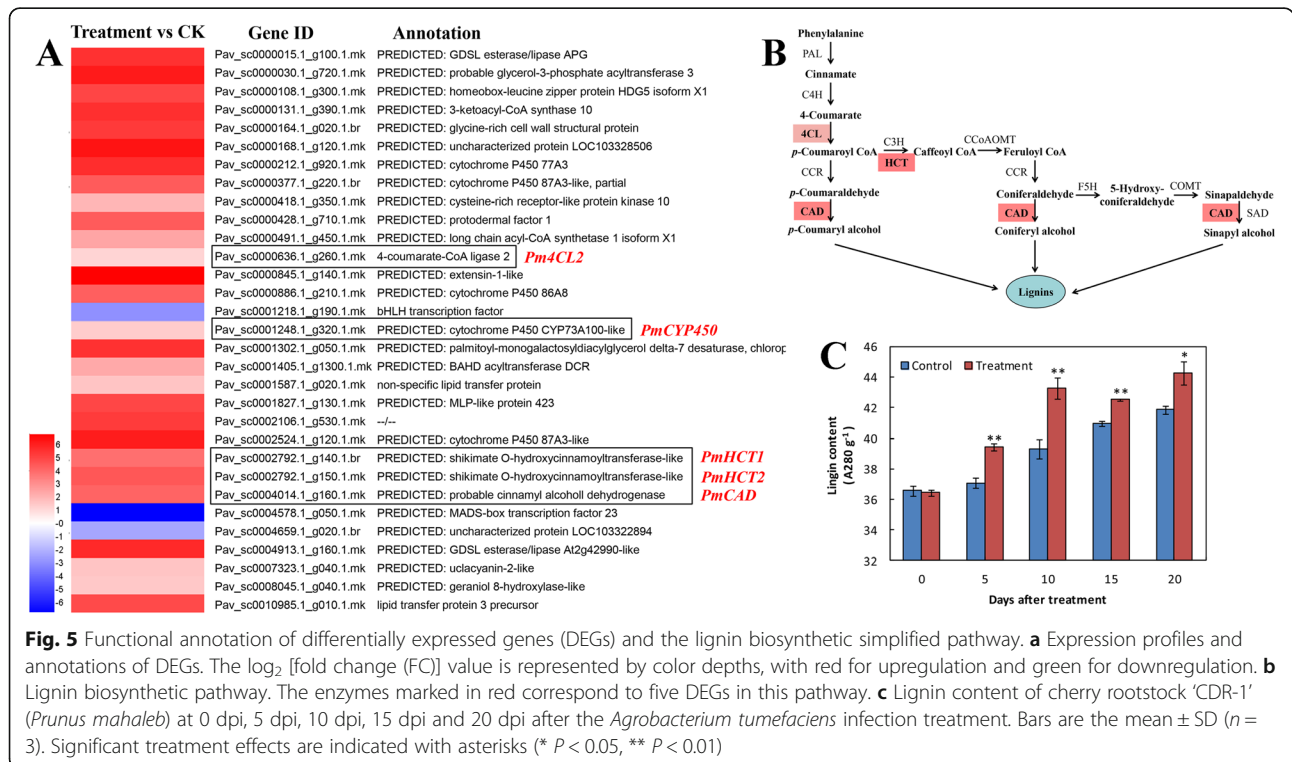 A
Treatment vs CK Gene ID Annotation
Pav_sc0000015.1_g100.1.mk PREDICTED: GDSL esterase/lipase APG
Pav_sc0000030.1_g720.1.mk PREDICTED: probable glycerol-3-phosphate acyltransferase 3
Pav_sc0000108.1_g300.1.mk PREDICTED: homeobox-leucine zipper protein HDG5 isoform X1
Pav_sc0000131.1_g390.1.mk PREDICTED: 3-ketoacyl-CoA synthase 10
Pav_sc0000164.1_g020.1.br PREDICTED: glycine-rich cell wall structural protein
Pav_sc0000168.1_g120.1.mk PREDICTED: uncharacterized protein LOC103328506
Pav_sc0000212.1_g920.1.mk PREDICTED: cytochrome P450 77A3
Pav_sc0000377.1_g220.1.br PREDICTED: cytochrome P450 87A3-like, partial
Pav_sc0000418.1_g350.1.mk PREDICTED: cysteine-rich receptor-like protein kinase 10
Pav_sc0000428.1_g710.1.mk PREDICTED: protodermal factor 1
Pav_sc0000491.1_g450.1.mk PREDICTED: long chain acyl-CoA synthetase 1 isoform X1
Pav_sc0000636.1_g260.1.mk 4-coumarate-CoA ligase 2 Pm4CL2
Pav_sc0000845.1_g140.1.mk PREDICTED: extensin-1-like
Pav_sc0000886.1_g210.1.mk PREDICTED: cytochrome P450 86A8
Pav_sc0001218.1_g190.1.mk bHLH transcription factor
Pav_sc0001248.1_g320.1.mk PREDICTED: cytochrome P450 CYP73A100-like PmCYP450
Pav_sc0001302.1_g050.1.mk PREDICTED: palmitoyl-monogalactosyldiacylglycerol delta-7 desaturase, chlorop
Pav_sc0001405.1_g1300.1.mk PREDICTED: BAHD acyltransferase DCR
Pav_sc0001587.1_g020.1.mk non-specific lipid transfer protein
Pav_sc0001827.1_g130.1.mk PREDICTED: MLP-like protein 423
Pav_sc0002106.1_g530.1.mk --/--
Pav_sc0002524.1_g120.1.mk PREDICTED: cytochrome P450 87A3-like
Pav_sc0002792.1_g140.1.br PREDICTED: shikimate O-hydroxycinnamoyltransferase-like PmHCT1
Pav_sc0002792.1_g150.1.mk PREDICTED: shikimate O-hydroxycinnamoyltransferase-like PmHCT2
Pav_sc0004014.1_g160.1.mk PREDICTED: probable cinnamyl alcoholl dehydrogenase PmCAD
Pav_sc0004578.1_g050.1.mk PREDICTED: MADS-box transcription factor 23
Pav_sc0004659.1_g020.1.br PREDICTED: uncharacterized protein LOC103322894
Pav_sc0004913.1_g160.1.mk PREDICTED: GDSL esterase/lipase At2g42990-like
Pav_sc0007323.1_g040.1.mk PREDICTED: uclacyanin-2-like
Pav_sc0008045.1_g040.1.mk PREDICTED: geraniol 8-hydroxylase-like
Pav_sc0010985.1_g010.1.mk lipid transfer protein 3 precursor
6
5
4
3
2
1
-0
-1
-2
-3
-4
-5
-6
B
Phenylalanine
PAL
Cinnamate
C4H
4-Coumarate
4CL
C3H CCoAOMT
p-Coumaroyl CoA Caffeoyl CoA Feruloyl CoA
HCT
CCR CCR
p-Coumaraldehyde Coniferaldehyde F5H 5-Hydroxy-coniferaldehyde COMT Sinapaldehyde
CAD CAD CAD SAD
p-Coumaryl alcohol Coniferyl alcohol Sinapyl alcohol
Lignins
C
Control Treatment
Lingin content
(A280 g-1)
46
44
42
40
38
36
34
32
** ** ** *
0 5 10 15 20
Days after treatment
Fig. 5 Functional annotation of differentially expressed genes (DEGs) and the lignin biosynthetic simplified pathway. a Expression profiles and
annotations of DEGs. The log2 [fold change (FC)] value is represented by color depths, with red for upregulation and green for downregulation. b
Lignin biosynthetic pathway. The enzymes marked in red correspond to five DEGs in this pathway. c Lignin content of cherry rootstock ‘CDR-1’
(Prunus mahaleb) at 0 dpi, 5 dpi, 10 dpi, 15 dpi and 20 dpi after the Agrobacterium tumefaciens infection treatment. Bars are the mean ± SD (n =
3). Significant treatment effects are indicated with asterisks (* P < 0.05, ** P < 0.01)